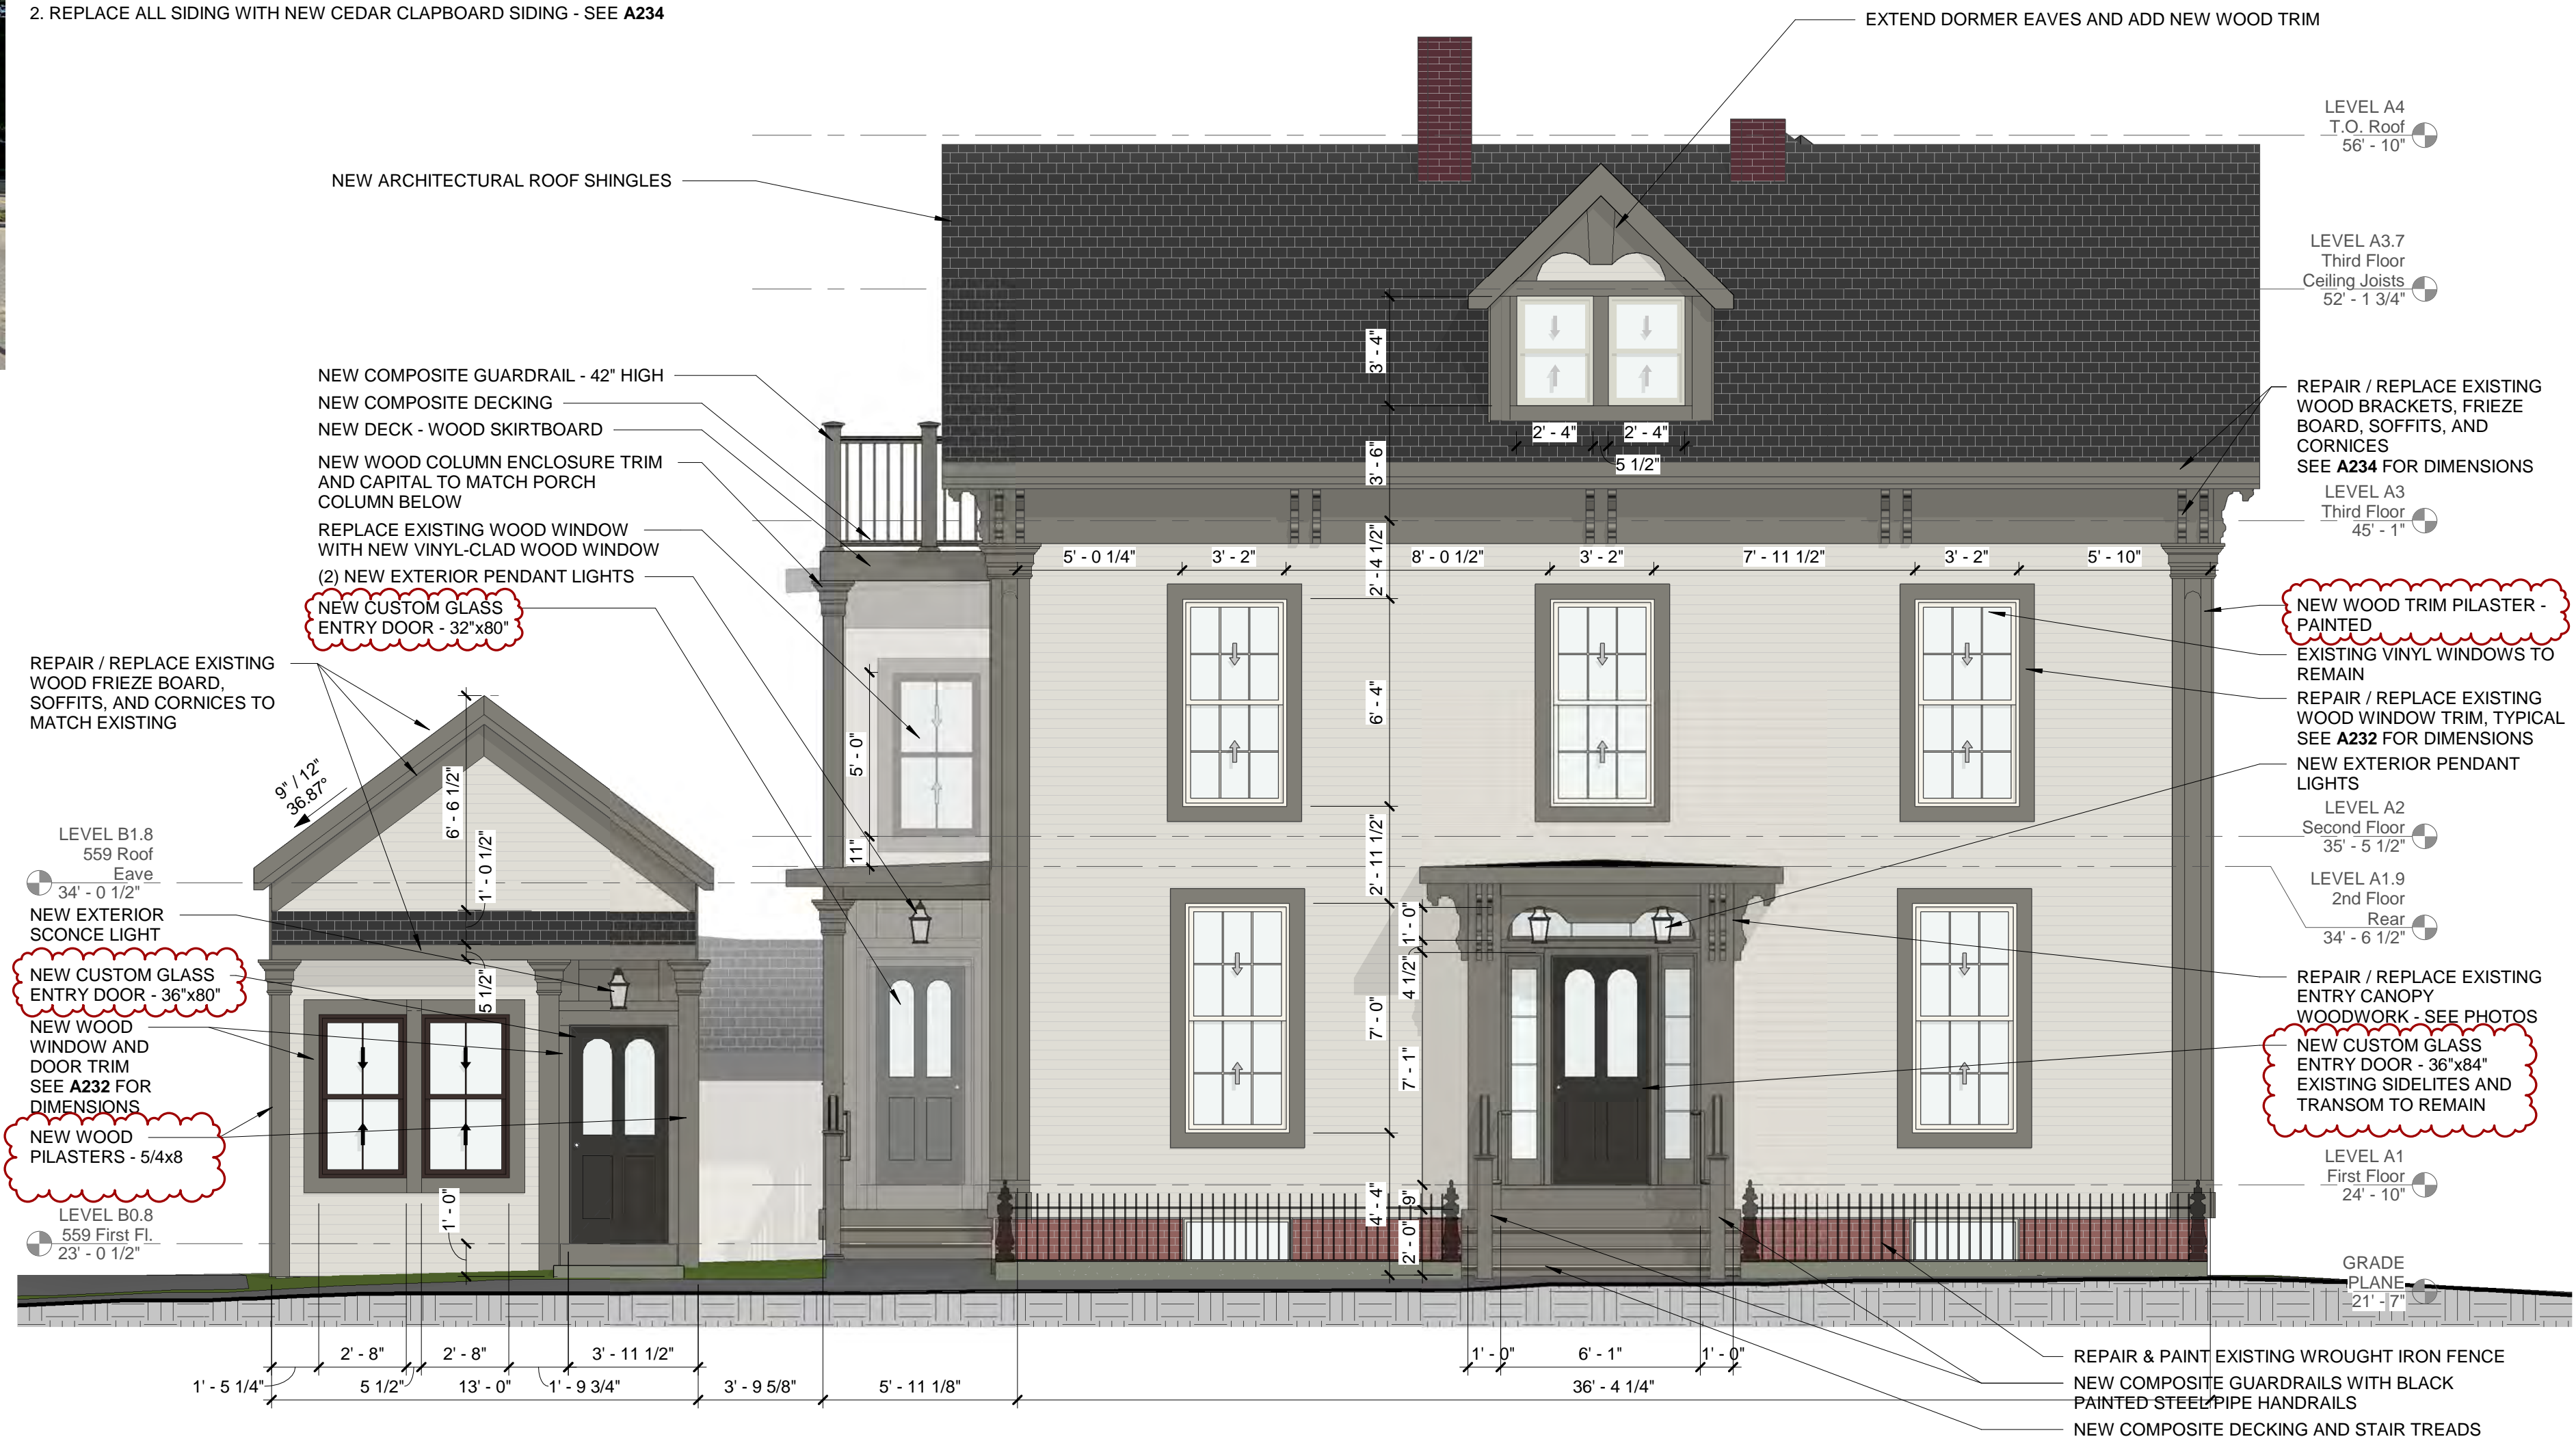 2. REPLACE ALL SIDING WITH NEW CEDAR CLAPBOARD SIDING - SEE A234
EXTEND DORMER EAVES AND ADD NEW WOOD TRIM
LEVEL A4
T.O. Roof
56' - 10"
NEW ARCHITECTURAL ROOF SHINGLES
LEVEL A3.7
Third Floor
Ceiling Joists
52' - 1 3/4"
3' - 4"
NEW COMPOSITE GUARDRAIL - 42" HIGH
NEW COMPOSITE DECKING
NEW DECK - WOOD SKIRTBOARD
NEW WOOD COLUMN ENCLOSURE TRIM
AND CAPITAL TO MATCH PORCH
COLUMN BELOW
REPLACE EXISTING WOOD WINDOW
WITH NEW VINYL-CLAD WOOD WINDOW
(2) NEW EXTERIOR PENDANT LIGHTS
NEW CUSTOM GLASS
ENTRY DOOR - 32"x80"
REPAIR / REPLACE EXISTING
WOOD BRACKETS, FRIEZE
BOARD, SOFFITS, AND
CORNICES
SEE A234 FOR DIMENSIONS
2' - 4"
2' - 4"
5 1/2"
3' - 6"
LEVEL A3
Third Floor
45' - 1"
5' - 0 1/4"
3' - 2"
2' - 4 1/2"
8' - 0 1/2"
3' - 2"
7' - 11 1/2"
3' - 2"
5' - 10"
NEW WOOD TRIM PILASTER -
PAINTED
EXISTING VINYL WINDOWS TO
REMAIN
REPAIR / REPLACE EXISTING
WOOD WINDOW TRIM, TYPICAL
SEE A232 FOR DIMENSIONS
NEW EXTERIOR PENDANT
LIGHTS
REPAIR / REPLACE EXISTING
WOOD FRIEZE BOARD,
SOFFITS, AND CORNICES TO
MATCH EXISTING
9" / 12"
36.87°
6' - 6 1/2"
1' - 0 1/2"
5' - 0"
11"
6' - 4"
2' - 11 1/2"
LEVEL A2
Second Floor
35' - 5 1/2"
LEVEL B1.8
559 Roof
Eave
34' - 0 1/2"
LEVEL A1.9
2nd Floor
Rear
34' - 6 1/2"
NEW EXTERIOR
SCONCE LIGHT
NEW CUSTOM GLASS
ENTRY DOOR - 36"x80"
NEW WOOD
WINDOW AND
DOOR TRIM
SEE A232 FOR
DIMENSIONS
NEW WOOD
PILASTERS - 5/4x8
5 1/2"
1' - 0"
4 1/2"
7' - 0"
7' - 1"
REPAIR / REPLACE EXISTING
ENTRY CANOPY
WOODWORK - SEE PHOTOS
NEW CUSTOM GLASS
ENTRY DOOR - 36"x84"
EXISTING SIDELITES AND
TRANSOM TO REMAIN
LEVEL A1
First Floor
24' - 10"
LEVEL B0.8
559 First Fl.
23' - 0 1/2"
1' - 0"
4' - 4"
9"
2' - 0"
GRADE
PLANE
21' - 7"
2' - 8"
2' - 8"
3' - 11 1/2"
1' - 0"
6' - 1"
1' - 0"
1' - 5 1/4"
5 1/2"
13' - 0"
1' - 9 3/4"
3' - 9 5/8"
5' - 11 1/8"
36' - 4 1/4"
REPAIR & PAINT EXISTING WROUGHT IRON FENCE
NEW COMPOSITE GUARDRAILS WITH BLACK
PAINTED STEEL PIPE HANDRAILS
NEW COMPOSITE DECKING AND STAIR TREADS